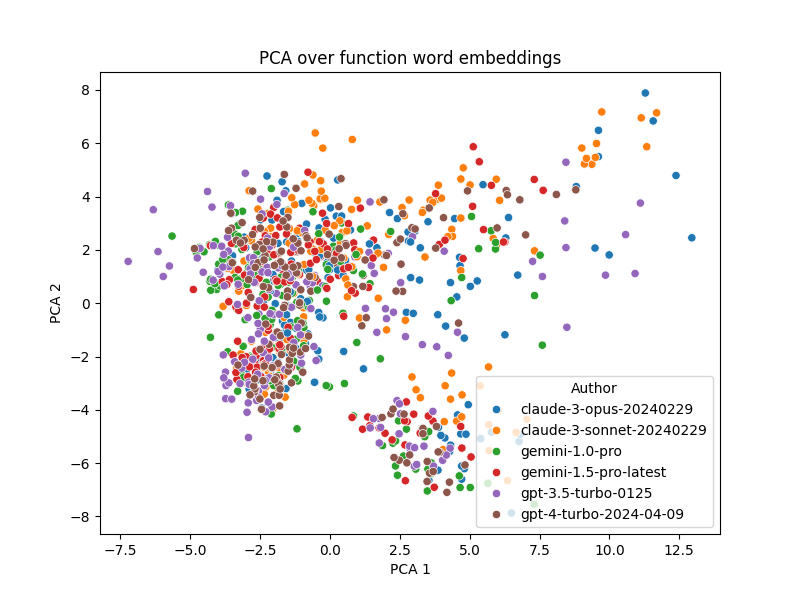 PCA over function word embeddings
PCA 2
8
6
4
2
0
−2
−4
−6
−8
−7.5
−5.0
−2.5
0.0
2.5
5.0
7.5
10.0
12.5
PCA 1
Author
claude-3-opus-20240229
claude-3-sonnet-20240229
gemini-1.0-pro
gemini-1.5-pro-latest
gpt-3.5-turbo-0125
gpt-4-turbo-2024-04-09